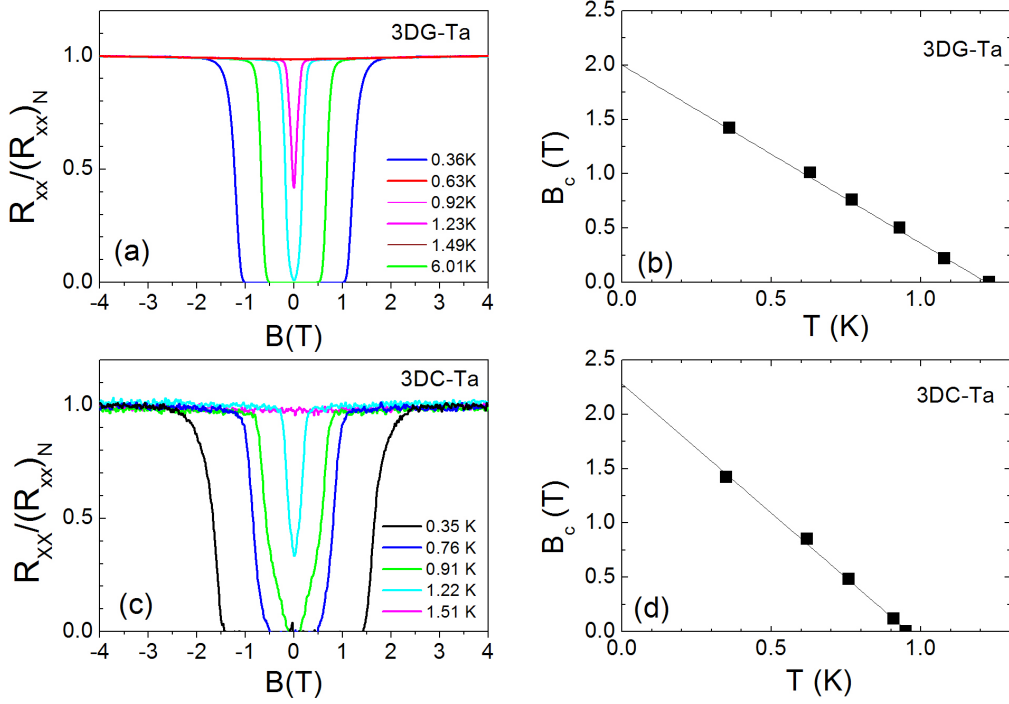 3DG-Ta
1.0
0.5
0.0
R_xx/(R_xx)_N
(a)
0.36K
0.63K
0.92K
1.23K
1.49K
6.01K
-4 -3 -2 -1 0 1 2 3 4
B(T)
3DG-Ta
2.5
2.0
1.5
1.0
0.5
0.0
B_c (T)
(b)
0.0 0.5 1.0
T (K)
3DC-Ta
1.0
0.5
0.0
R_xx/(R_xx)_N
(c)
0.35 K
0.76 K
0.91 K
1.22 K
1.51 K
-4 -3 -2 -1 0 1 2 3 4
B(T)
3DC-Ta
2.5
2.0
1.5
1.0
0.5
0.0
B_c (T)
(d)
0.0 0.5 1.0
T (K)